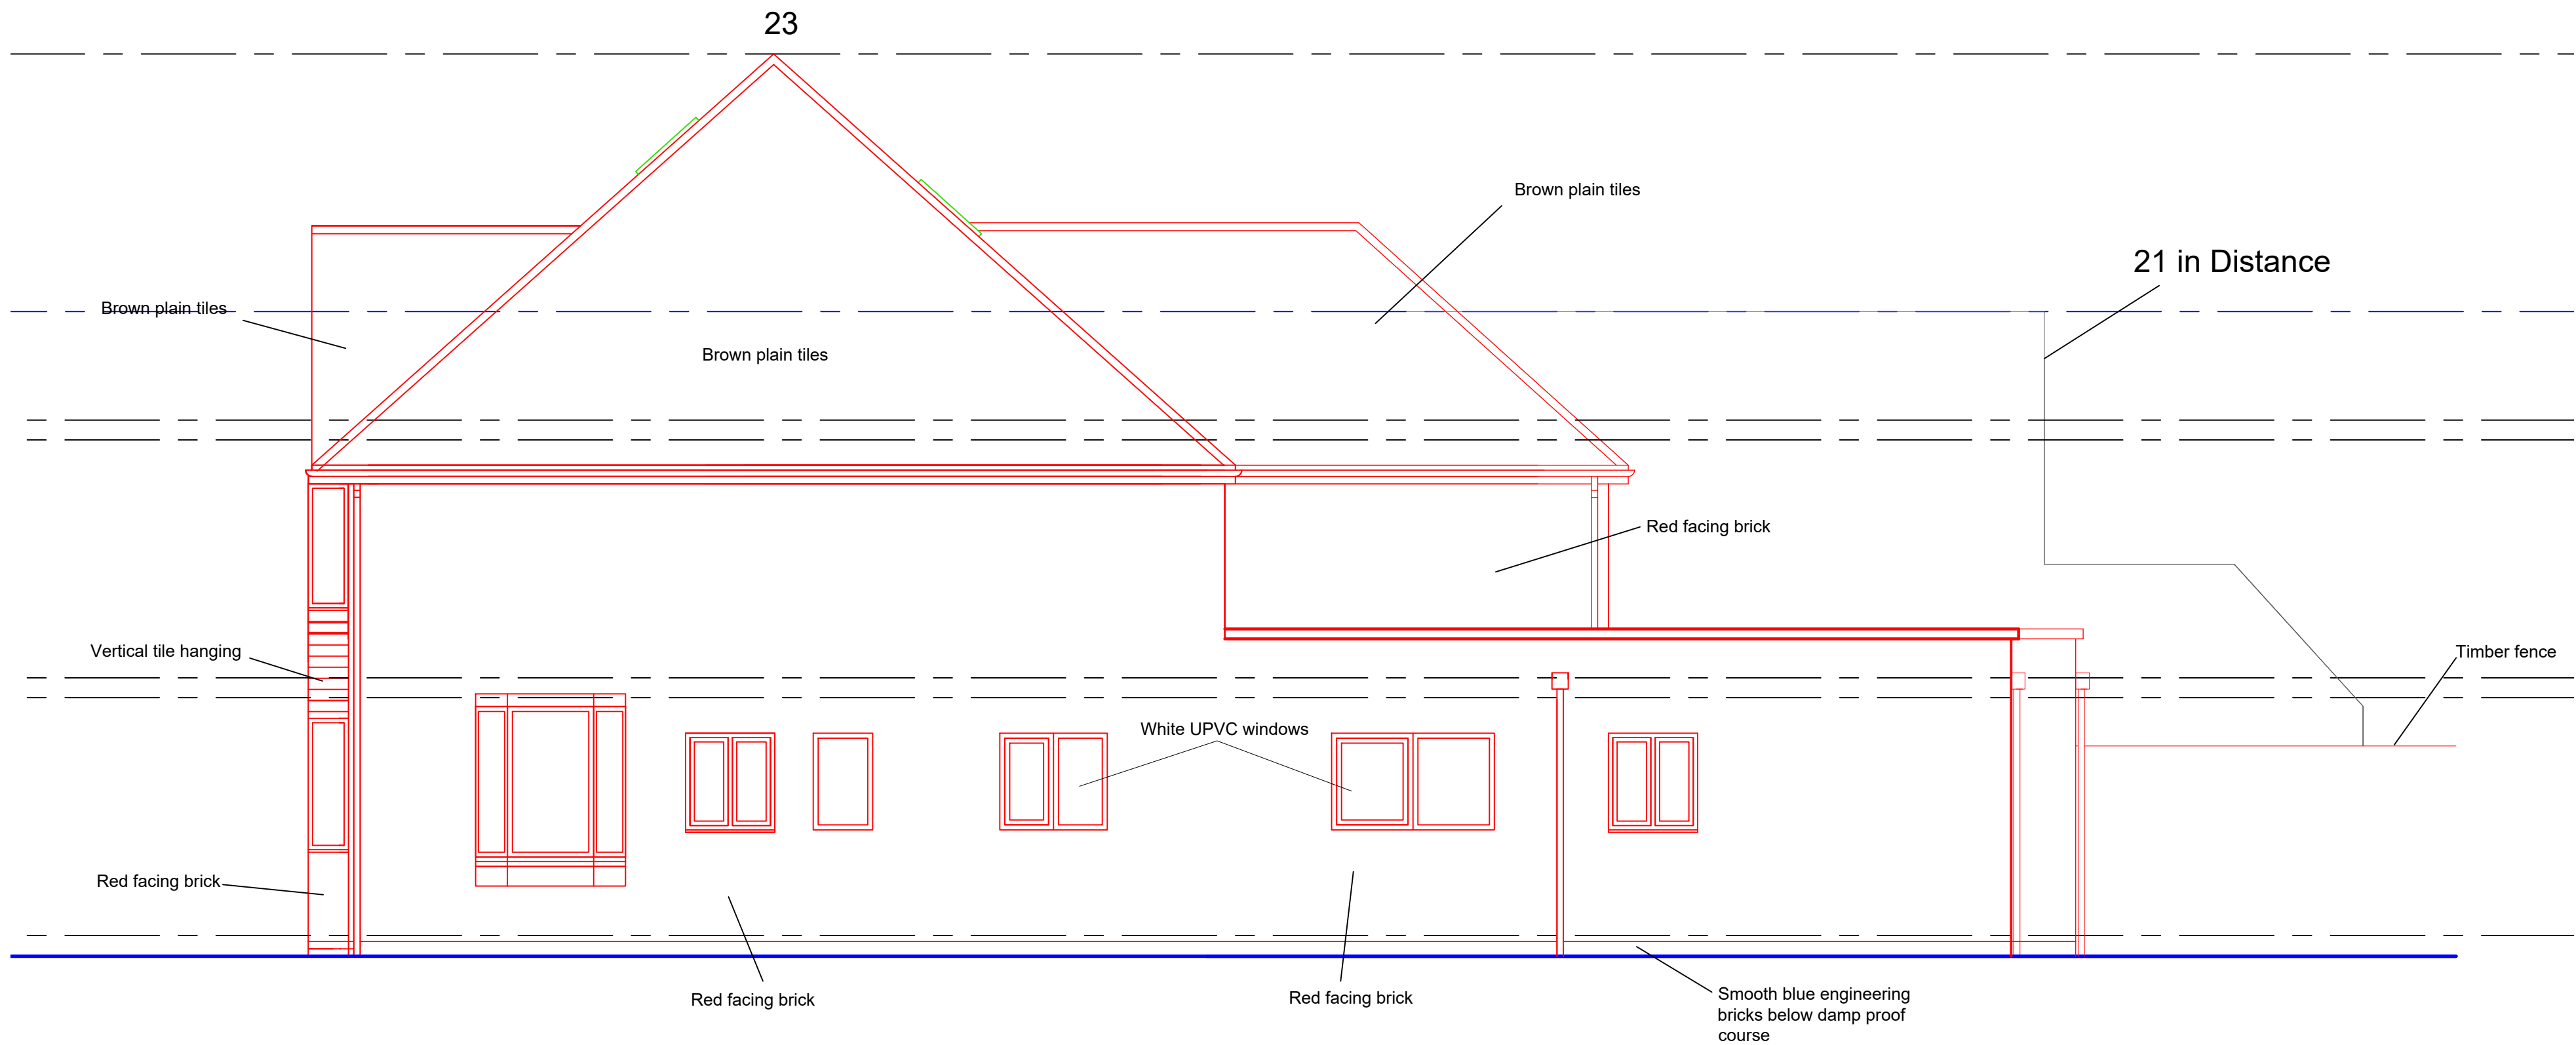 23
Brown plain tiles
21 in Distance
Brown plain tiles
Brown plain tiles
Red facing brick
Vertical tile hanging
Timber fence
White UPVC windows
Red facing brick
Red facing brick
Red facing brick
Smooth blue engineering
bricks below damp proof
course